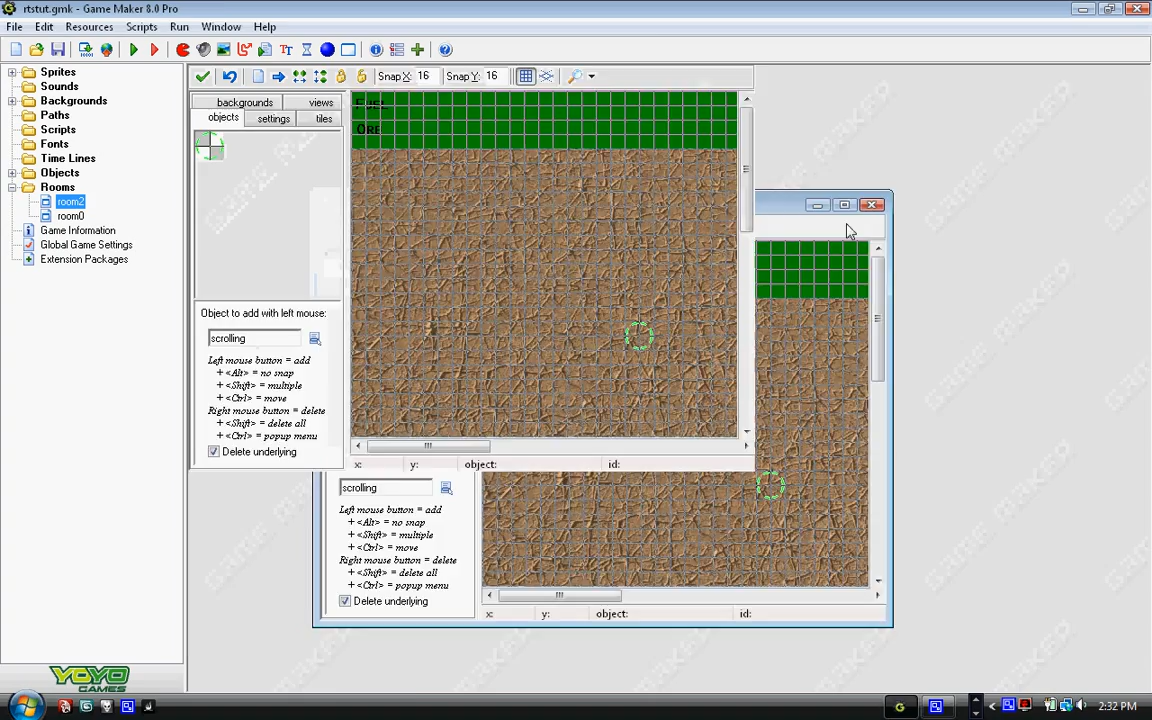 rtstut.gmk - Game Maker 8.0 Pro
File Edit Resources Scripts Run Window Help
Snap X: 16 Snap Y: 16
Sprites
Sounds
Backgrounds
Paths
Scripts
Fonts
Time Lines
Objects
Rooms
room2
room0
Game Information
Global Game Settings
Extension Packages
backgrounds views
objects settings tiles
FUEL
ORE
Object to add with left mouse:
scrolling
Left mouse button = add
+ <Alt> = no snap
+ <Shift> = multiple
+ <Ctrl> = move
Right mouse button = delete
+ <Shift> = delete all
+ <Ctrl> = popup menu
Delete underlying
x: y: object: id:
scrolling
Left mouse button = add
+ <Alt> = no snap
+ <Shift> = multiple
+ <Ctrl> = move
Right mouse button = delete
+ <Shift> = delete all
+ <Ctrl> = popup menu
Delete underlying
x: y: object: id:
YOYO
GAMES
2:32 PM